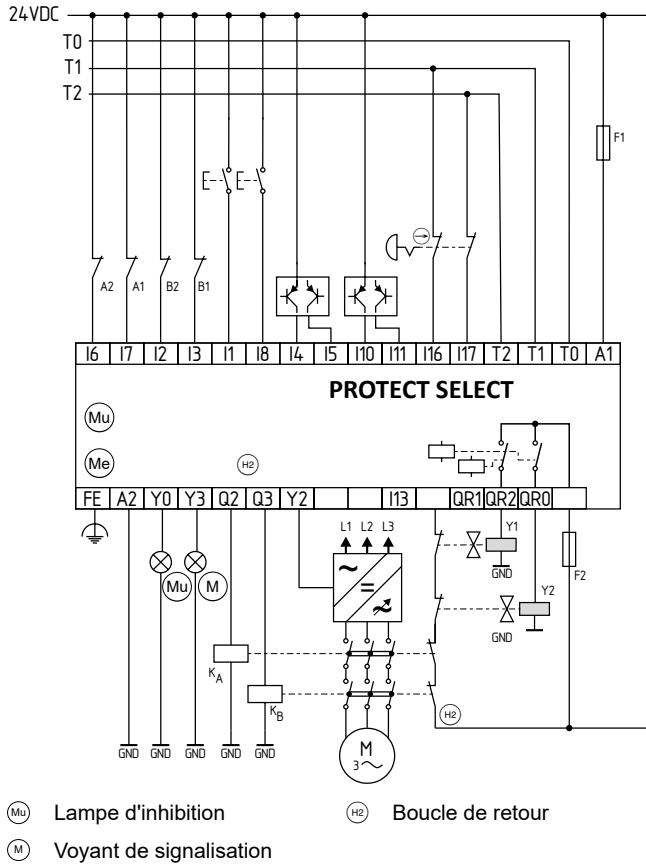 24VDC
T0
T1
T2
F1
A2 A1 B2 B1
I6 I7 I2 I3 I1 I8 I4 I5 I10 I11 I16 I17 T2 T1 T0 A1
PROTECT SELECT
Mu
Me
H2
FE A2 Y0 Y3 Q2 Q3 Y2 I13 QR1 QR2 QR0
L1 L2 L3
Y1
GND
F2
Mu M
Y2
GND
KA
H2
KB
M
3
GND GND GND GND GND
Mu Lampe d'inhibition
H2 Boucle de retour
M Voyant de signalisation